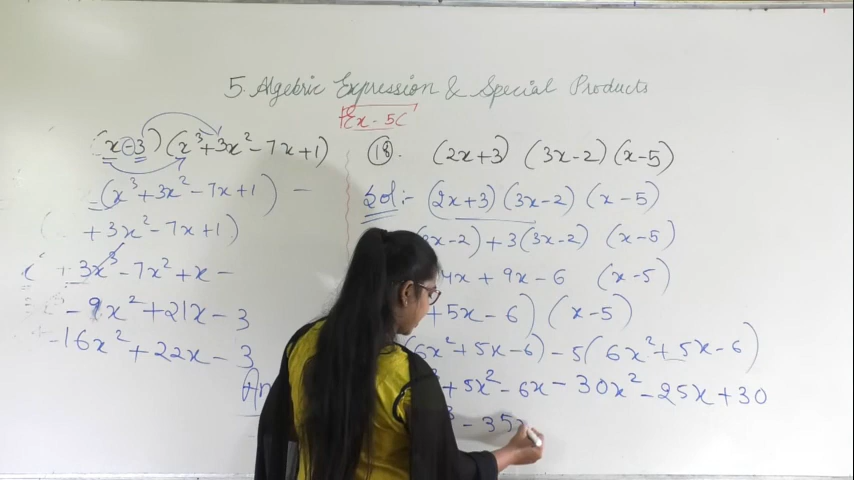 5. Algebric Expression & Special Products
Ex - 5C
(x-3) (x³+3x²-7x+1)
= (x³+3x²-7x+1) -
( +3x²-7x+1)
+3x³-7x²+x-
-9x²+21x-3
-16x²+22x-3
18. (2x+3) (3x-2) (x-5)
Sol:- (2x+3) (3x-2) (x-5)
x-2) + 3(3x-2) (x-5)
4x + 9x - 6 (x-5)
+5x-6) (x-5)
(6x²+5x-6) - 5(6x²+5x-6)
+ 5x² - 6x - 30x² - 25x + 30
³ - 35